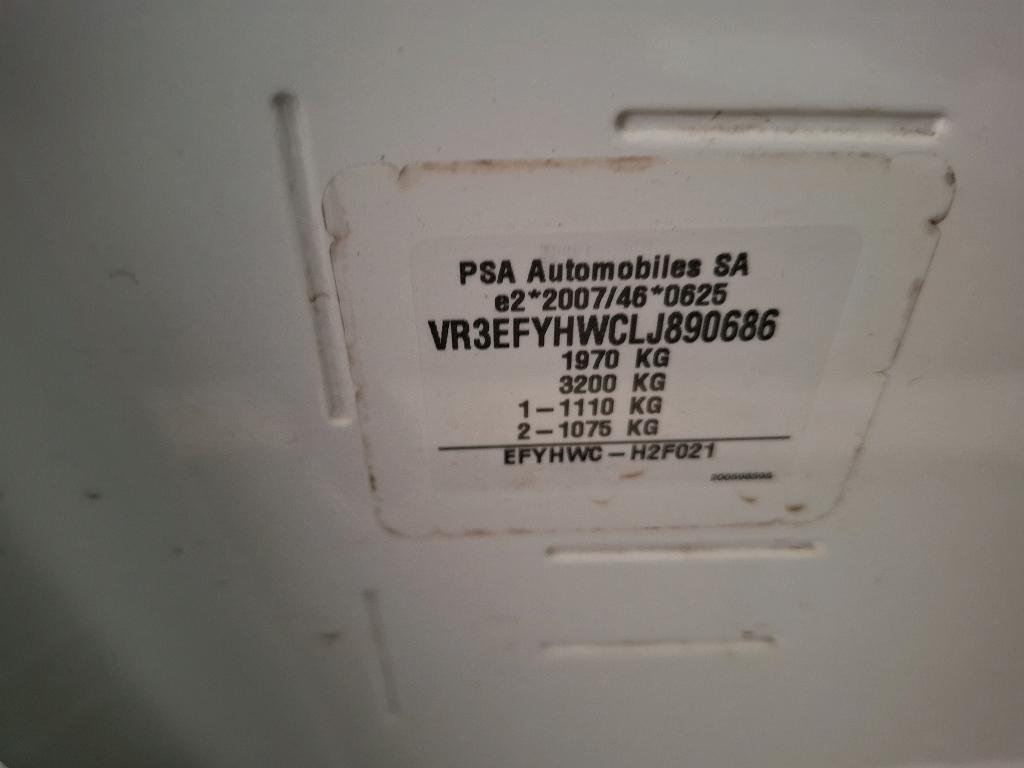 PSA Automobiles SA
e2*2007/46*0625
VR3EFYHWCLJ890686
1970 KG
3200 KG
1-1110 KG
2-1075 KG
EFYHWC-H2F021